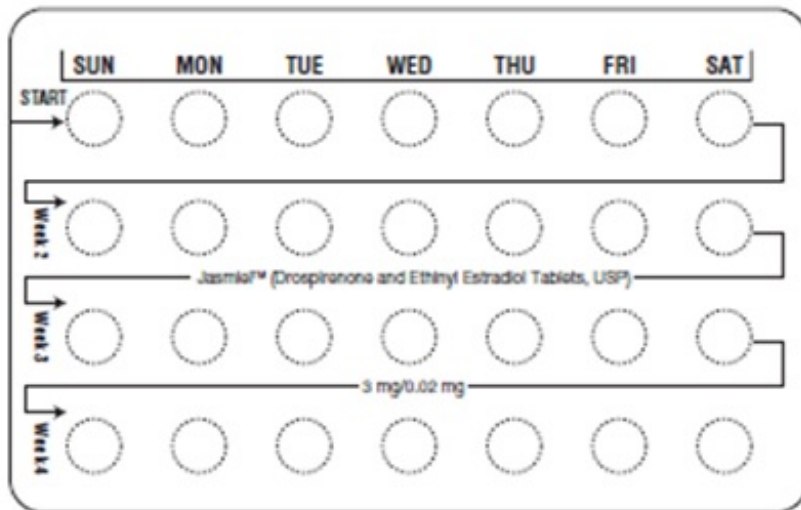 SUN MON TUE WED THU FRI SAT
START
Week 2
Jasmiel™ (Drospirenone and Ethinyl Estradiol Tablets, USP)
Week 3
3 mg/0.02 mg
Week 4